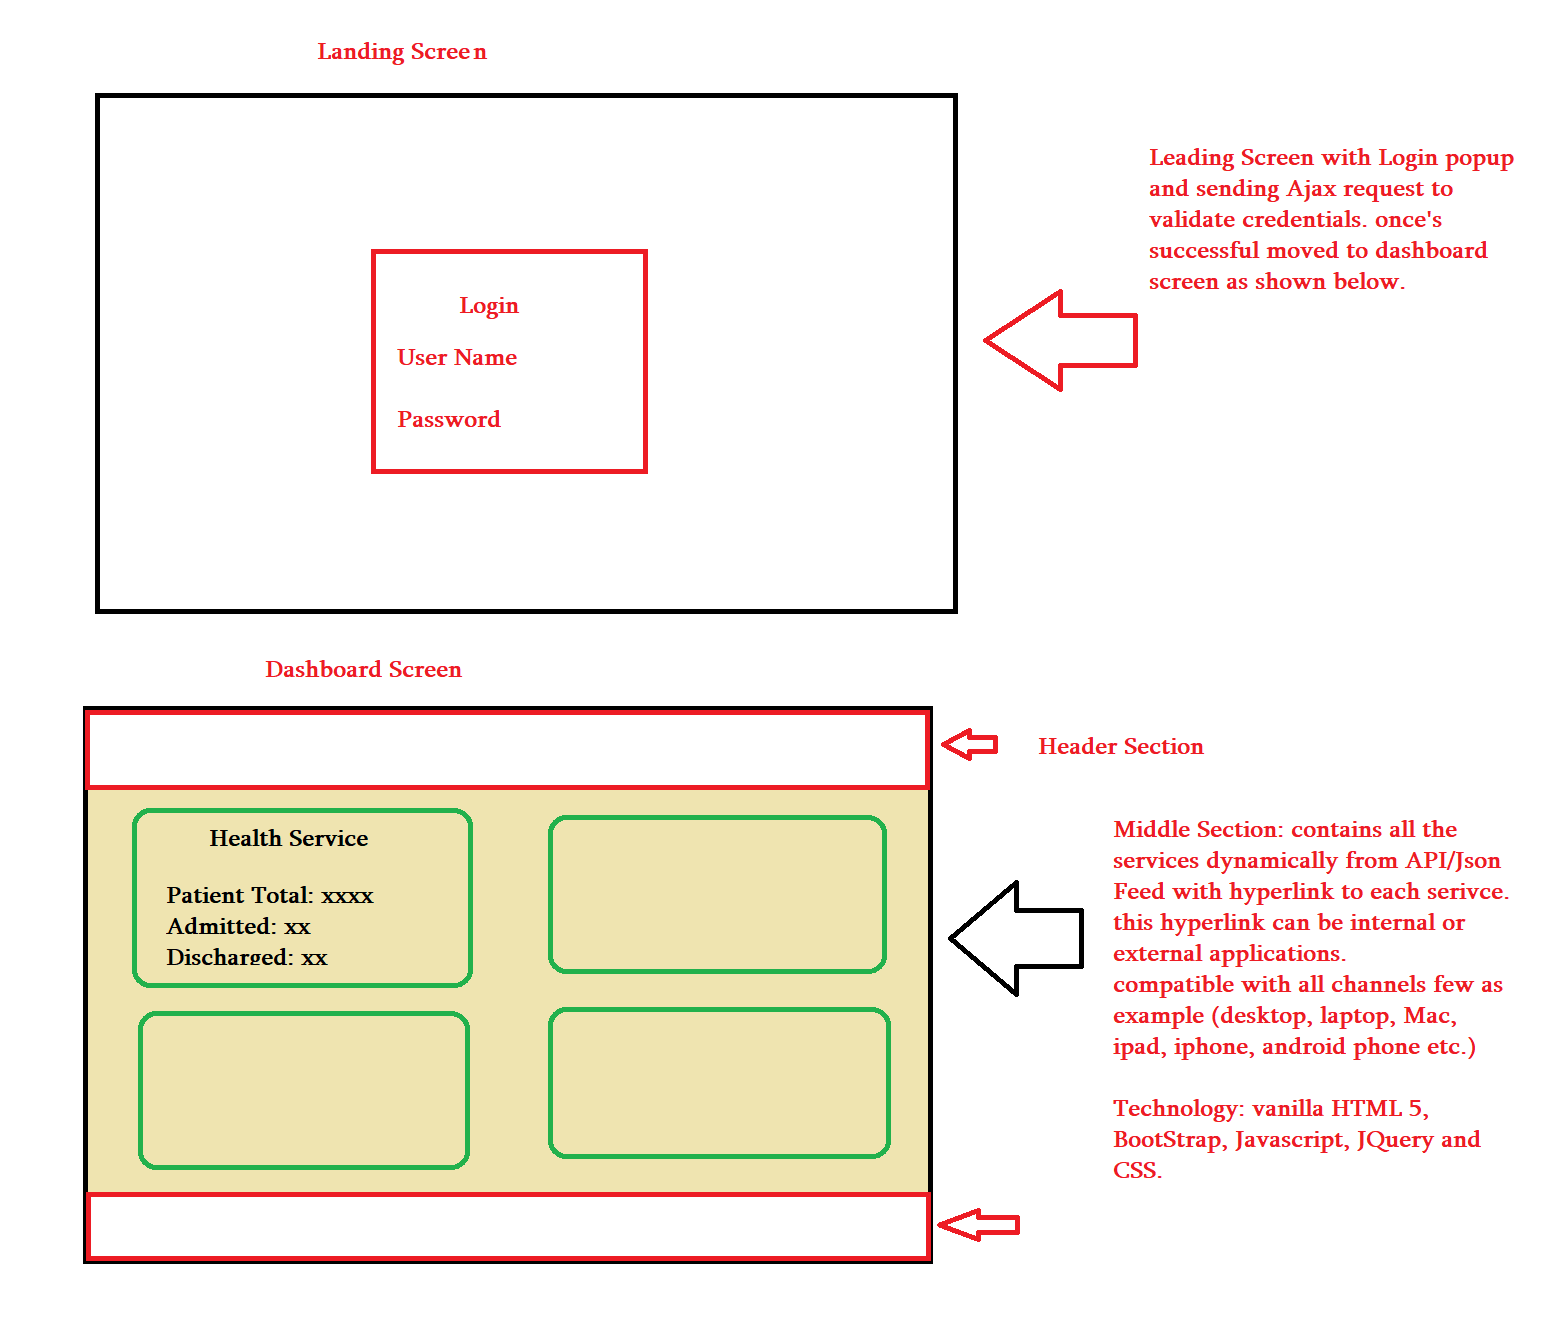 Landing Screen
Leading Screen with Login popup
and sending Ajax request to
validate credentials. once's
successful moved to dashboard
screen as shown below.
Login
User Name
Password
Dashboard Screen
Header Section
Health Service
Patient Total: xxxx
Admitted: xx
Discharged: xx
Middle Section: contains all the
services dynamically from API/Json
Feed with hyperlink to each serivce.
this hyperlink can be internal or
external applications.
compatible with all channels few as
example (desktop, laptop, Mac,
ipad, iphone, android phone etc.)
Technology: vanilla HTML 5,
BootStrap, Javascript, JQuery and
CSS.